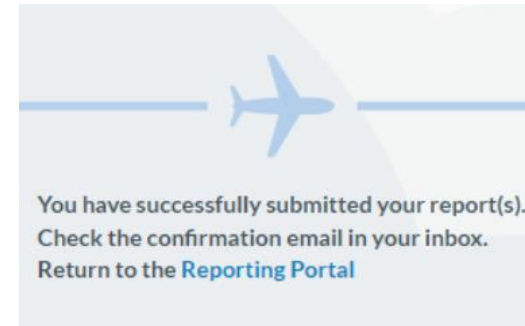 You have successfully submitted your report(s).
Check the confirmation email in your inbox.
Return to the Reporting Portal